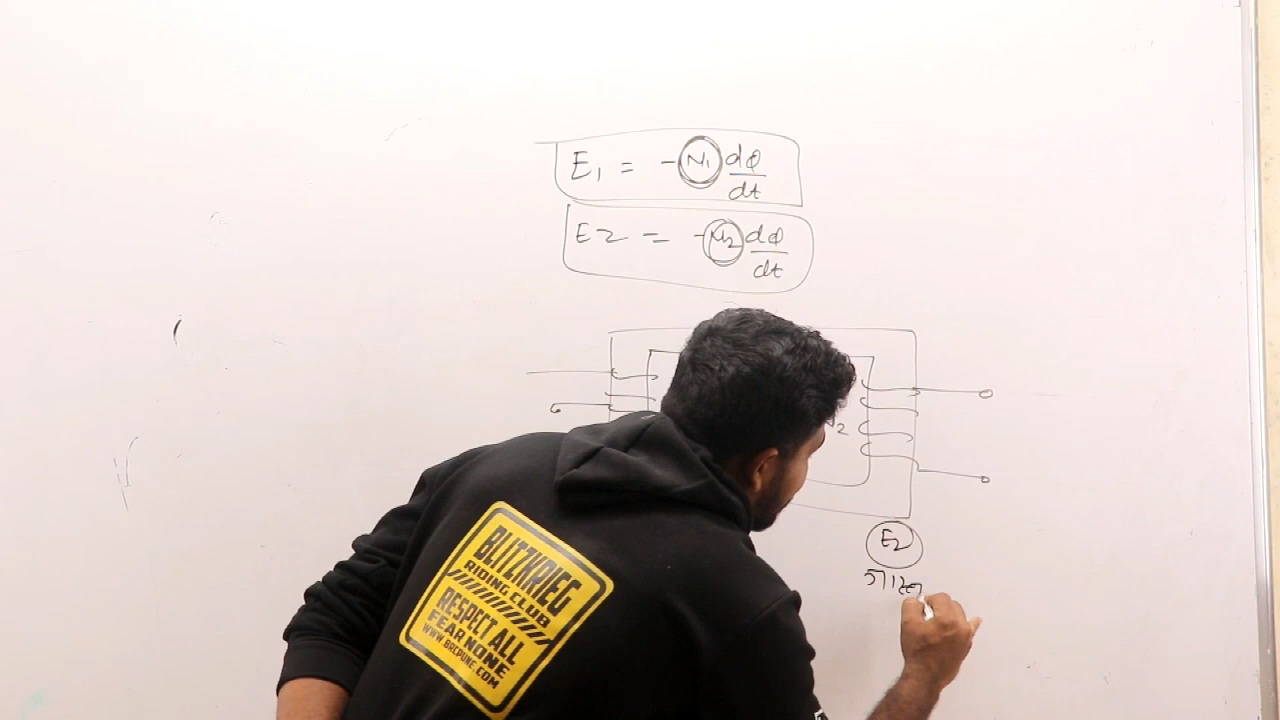 E1 = -N1 dφ/dt
E2 = -N2 dφ/dt
2
E2
BLITZKRIEG
RIDING CLUB
RESPECT ALL
FEAR NONE
WWW.BRCPUNE.COM